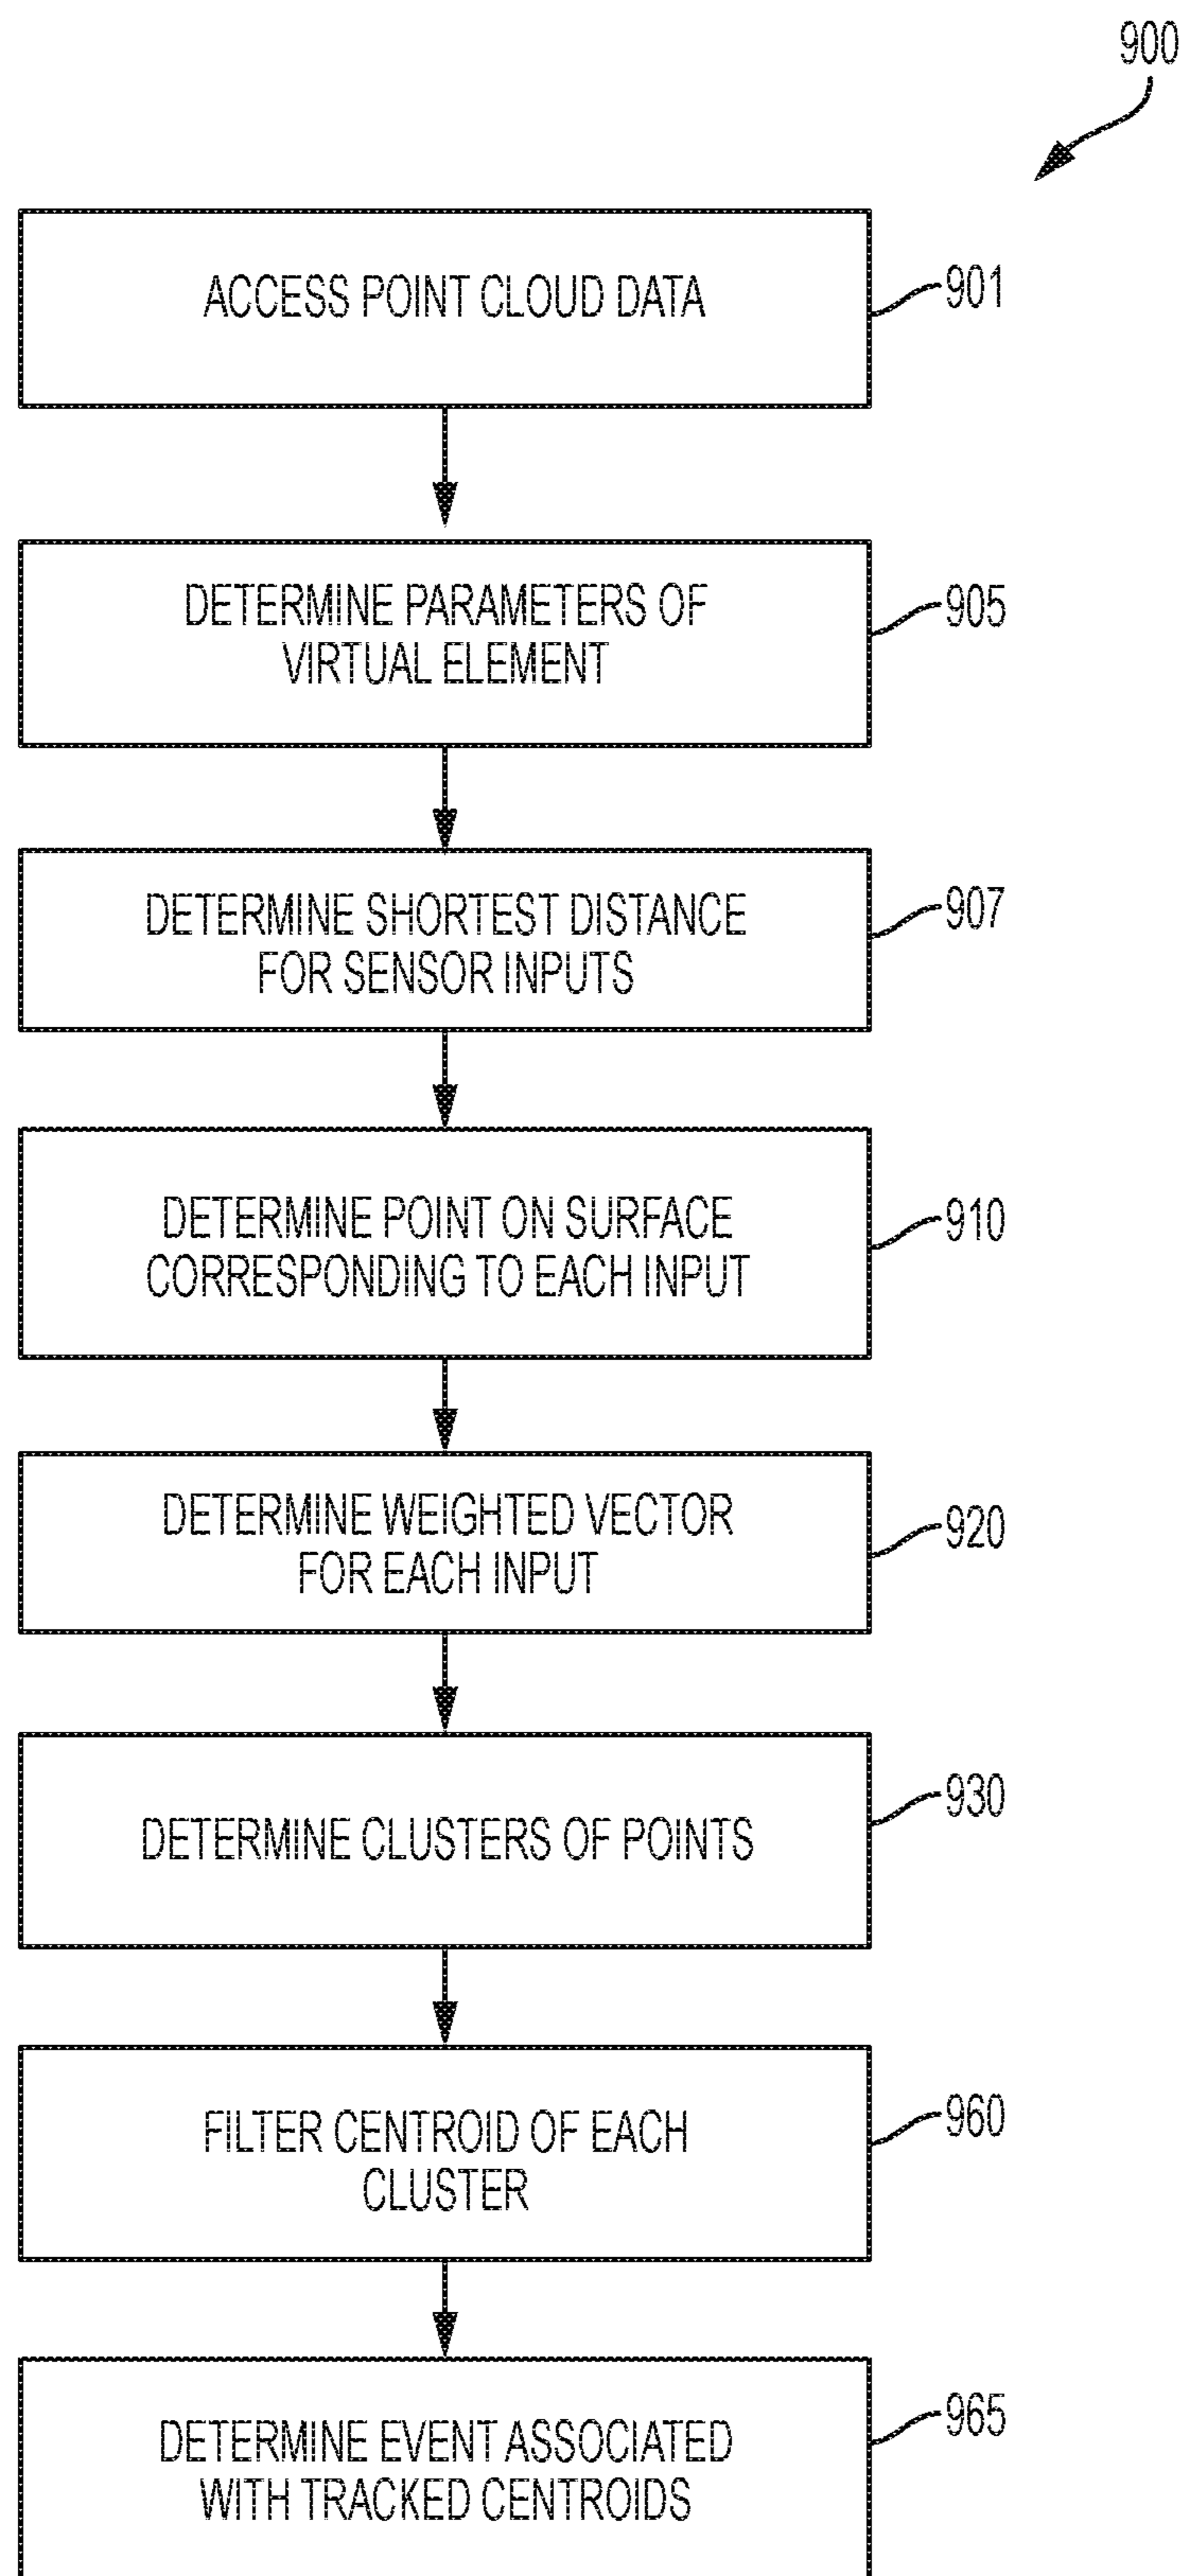 900
ACCESS POINT CLOUD DATA
901
DETERMINE PARAMETERS OF
VIRTUAL ELEMENT
905
DETERMINE SHORTEST DISTANCE
FOR SENSOR INPUTS
907
DETERMINE POINT ON SURFACE
CORRESPONDING TO EACH INPUT
910
DETERMINE WEIGHTED VECTOR
FOR EACH INPUT
920
DETERMINE CLUSTERS OF POINTS
930
FILTER CENTROID OF EACH
CLUSTER
960
DETERMINE EVENT ASSOCIATED
WITH TRACKED CENTROIDS
965